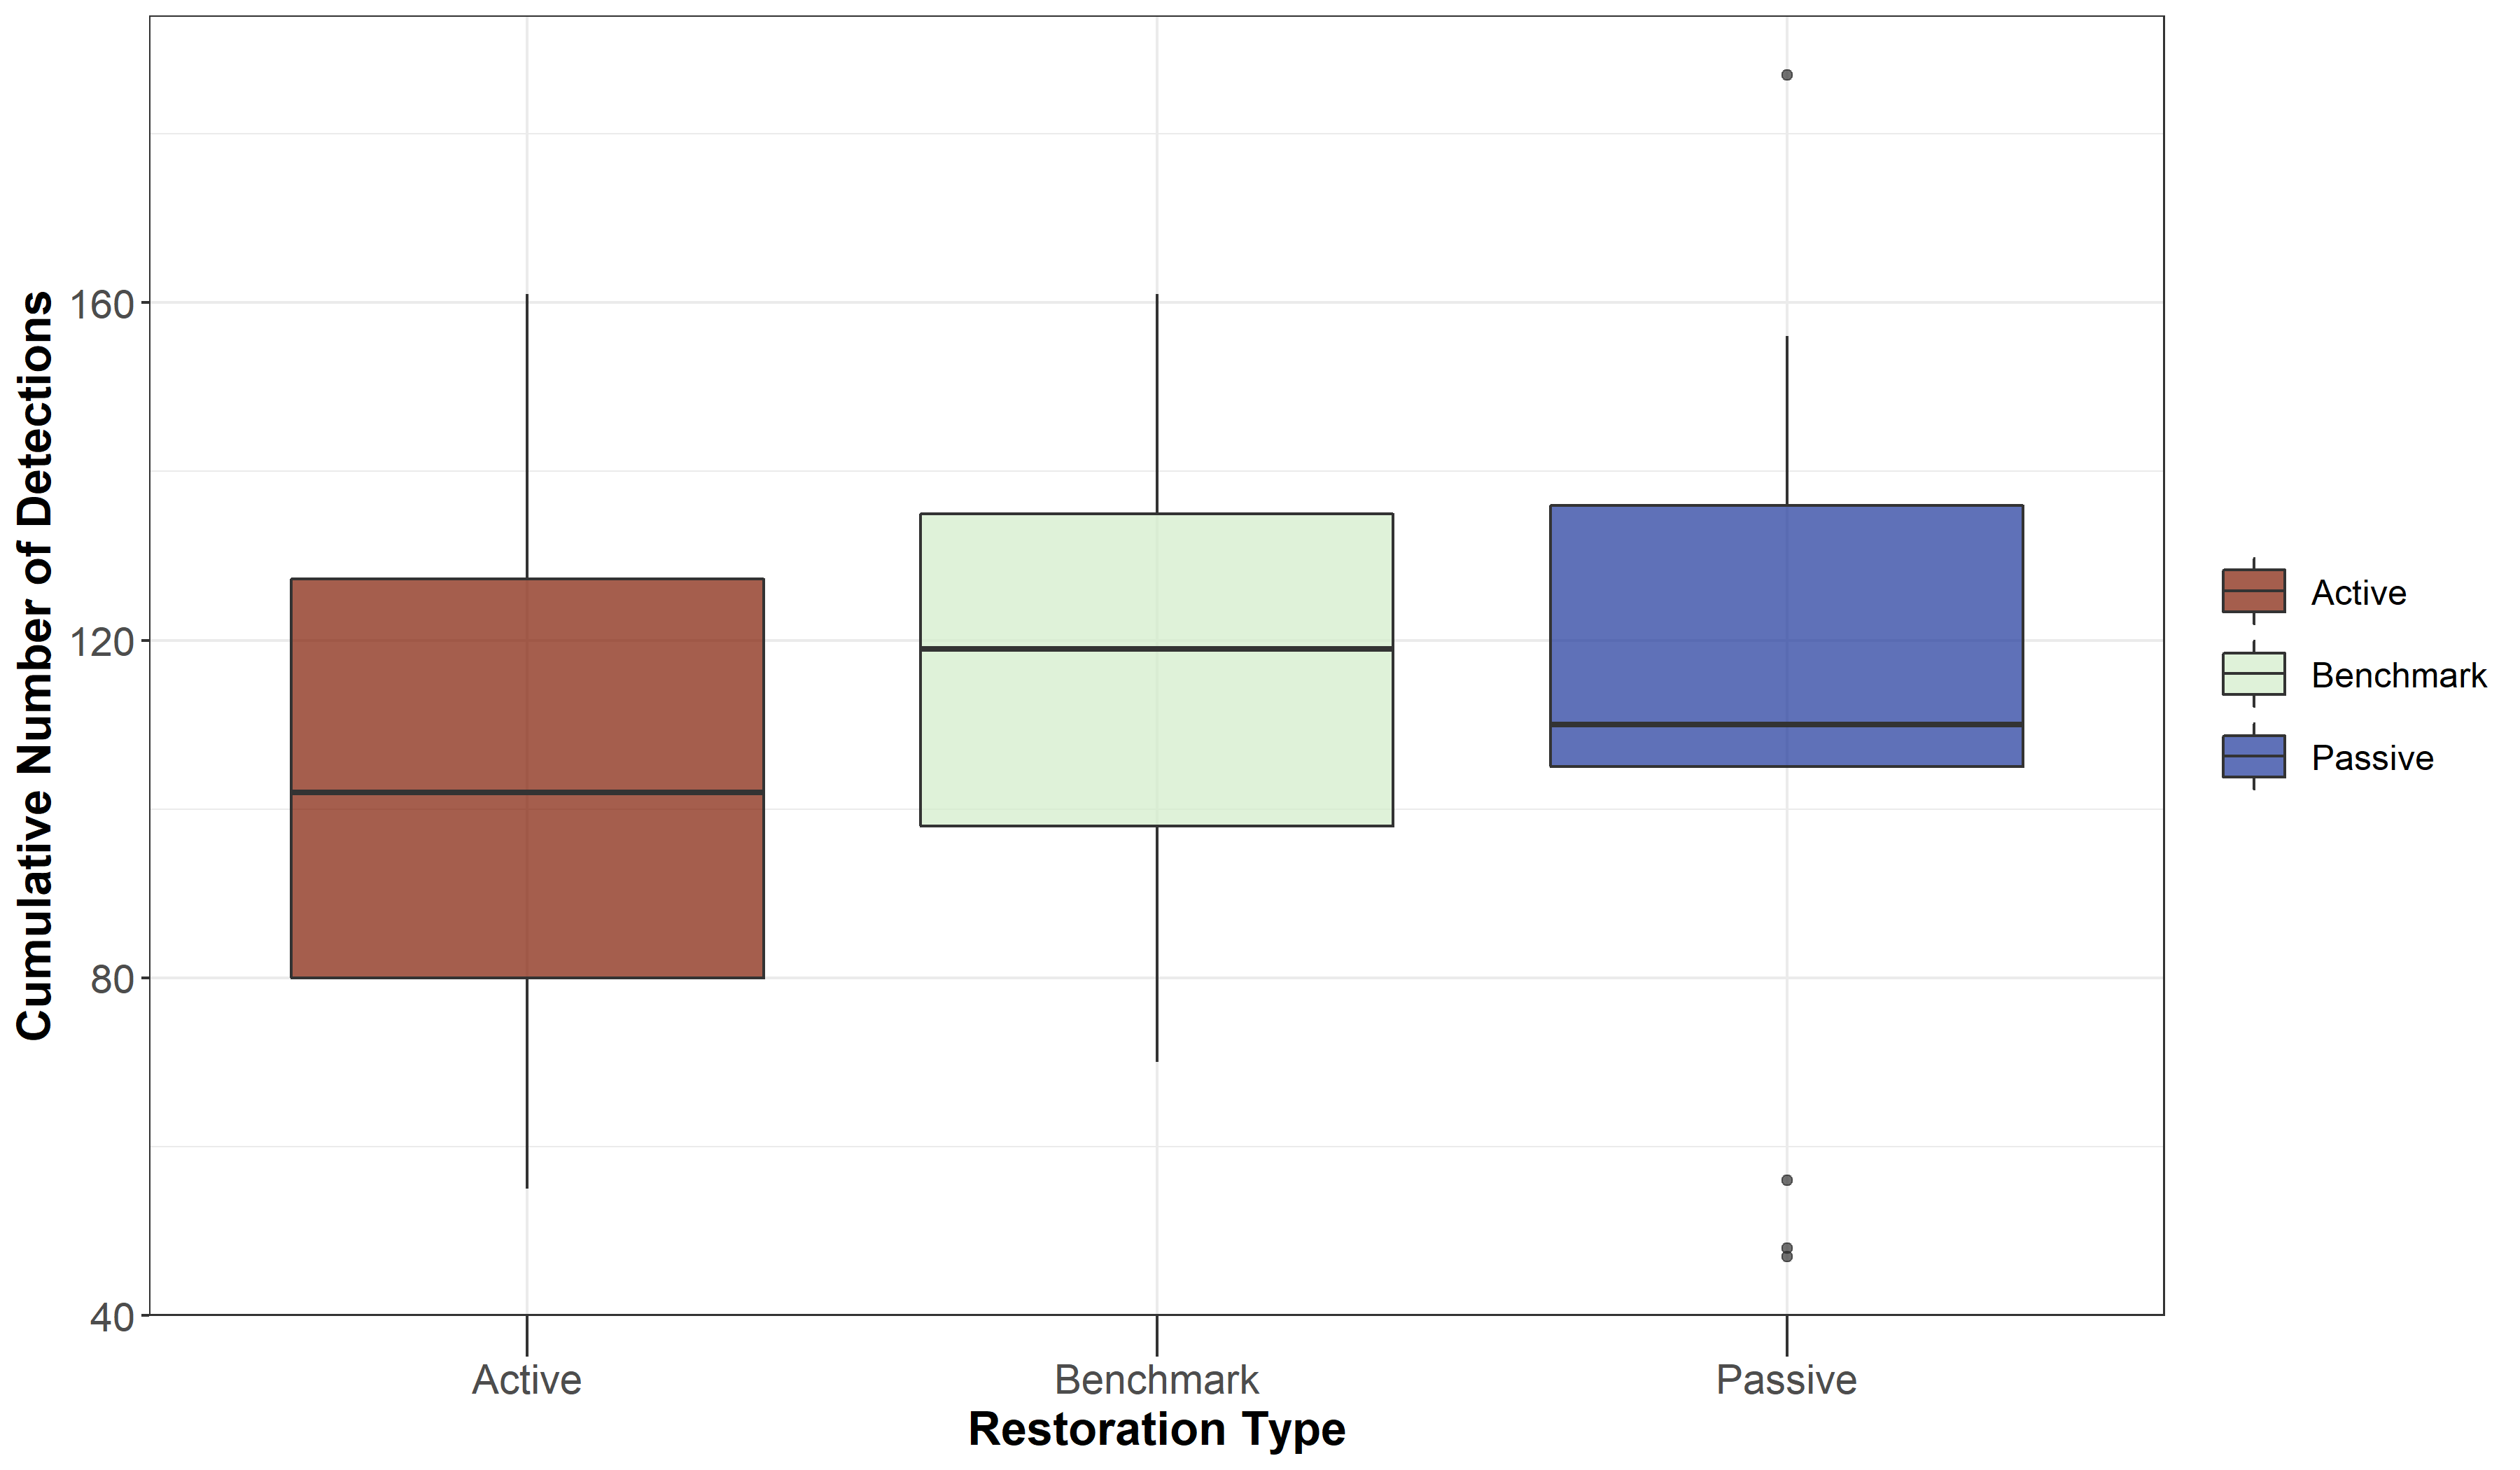 Cumulative Number of Detections
160
120
80
40
Active
Benchmark
Passive
Restoration Type
Active
Benchmark
Passive